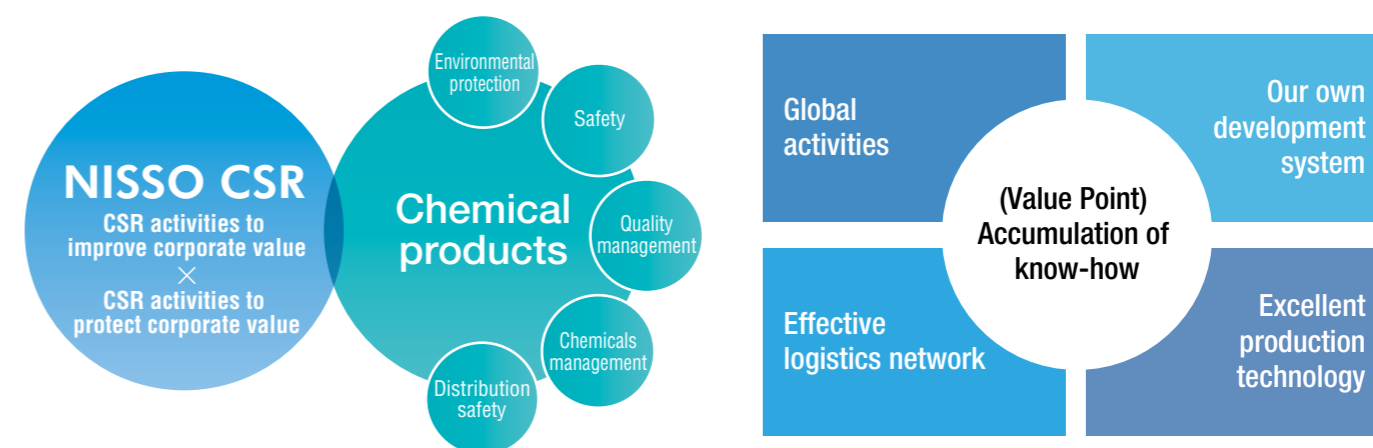 NISSO CSR
CSR activities to
improve corporate value
×
CSR activities to
protect corporate value
Chemical
products
Environmental
protection
Safety
Quality
management
Chemicals
management
Distribution
safety
Global
activities
Our own
development
system
(Value Point)
Accumulation of
know-how
Effective
logistics network
Excellent
production
technology